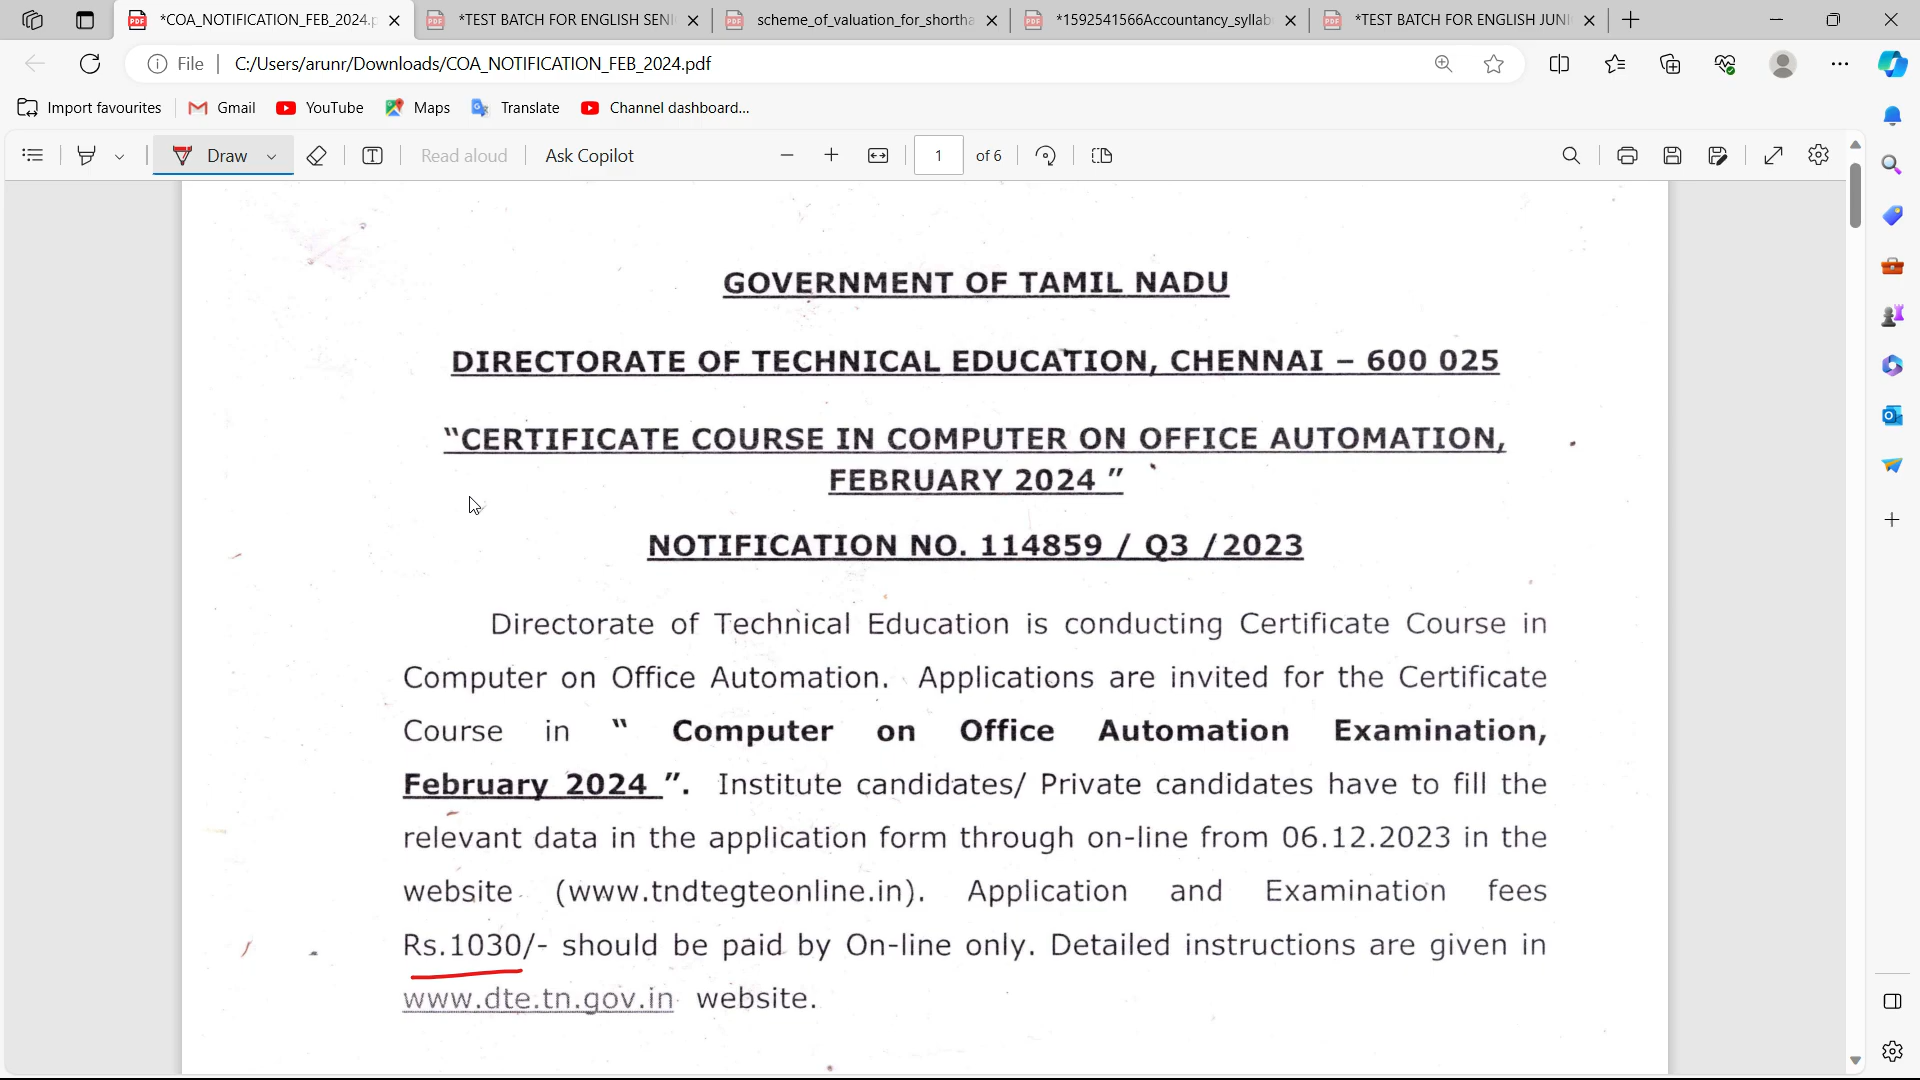 *COA_NOTIFICATION_FEB_2024.p
*TEST BATCH FOR ENGLISH SENI
scheme_of_valuation_for_shortha
*1592541566Accountancy_syllab
*TEST BATCH FOR ENGLISH JUNI
File
C:/Users/arunr/Downloads/COA_NOTIFICATION_FEB_2024.pdf
Import favourites
Gmail
YouTube
Maps
Translate
Channel dashboard...
Draw
Read aloud
Ask Copilot
1
of 6
GOVERNMENT OF TAMIL NADU
DIRECTORATE OF TECHNICAL EDUCATION, CHENNAI – 600 025
"CERTIFICATE COURSE IN COMPUTER ON OFFICE AUTOMATION,
FEBRUARY 2024 "
NOTIFICATION NO. 114859 / Q3 /2023
Directorate of Technical Education is conducting Certificate Course in
Computer on Office Automation. Applications are invited for the Certificate
Course in " Computer on Office Automation Examination,
February 2024 ". Institute candidates/ Private candidates have to fill the
relevant data in the application form through on-line from 06.12.2023 in the
website (www.tndtegteonline.in). Application and Examination fees
Rs.1030/- should be paid by On-line only. Detailed instructions are given in
www.dte.tn.gov.in website.